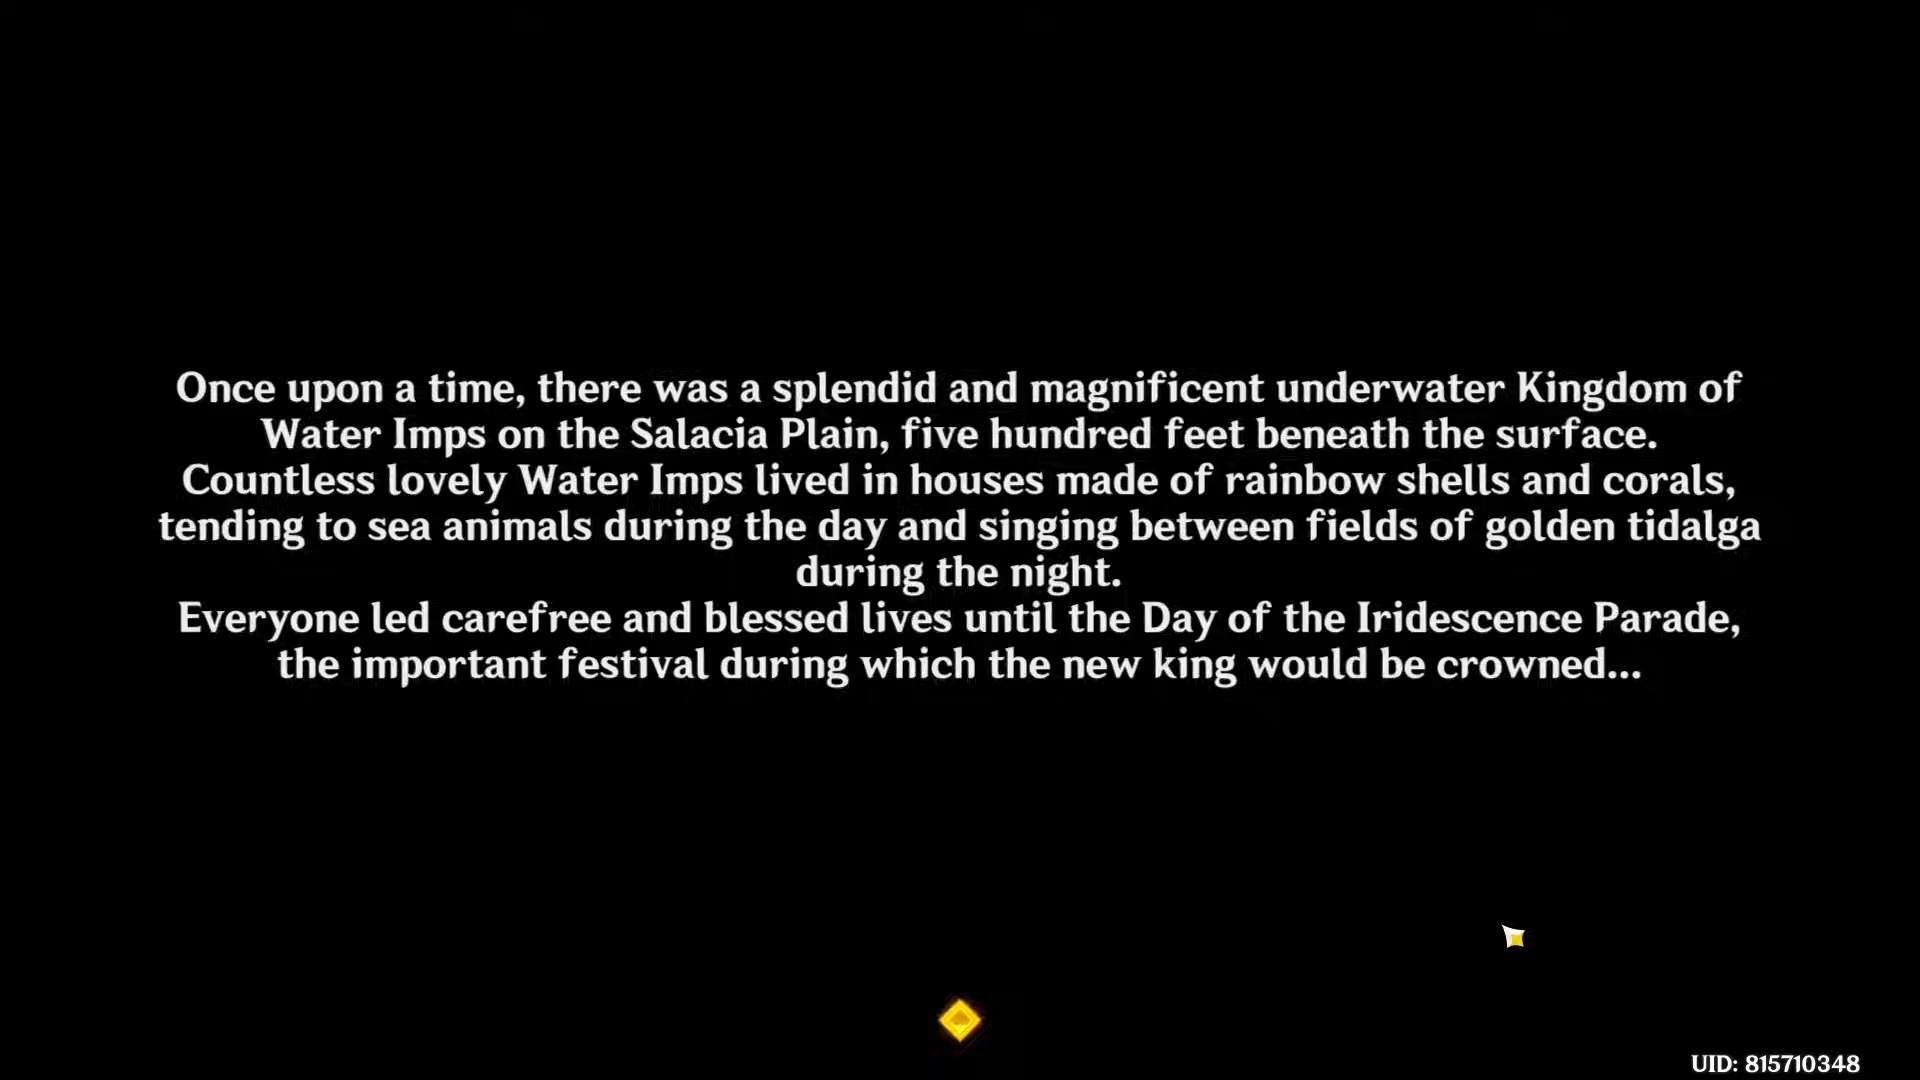 Once upon a time, there was a splendid and magnificent underwater Kingdom of
Water Imps on the Salacia Plain, five hundred feet beneath the surface.
Countless lovely Water Imps lived in houses made of rainbow shells and corals,
tending to sea animals during the day and singing between fields of golden tidalga
during the night.
Everyone led carefree and blessed lives until the Day of the Iridescence Parade,
the important festival during which the new king would be crowned...
UID: 815710348